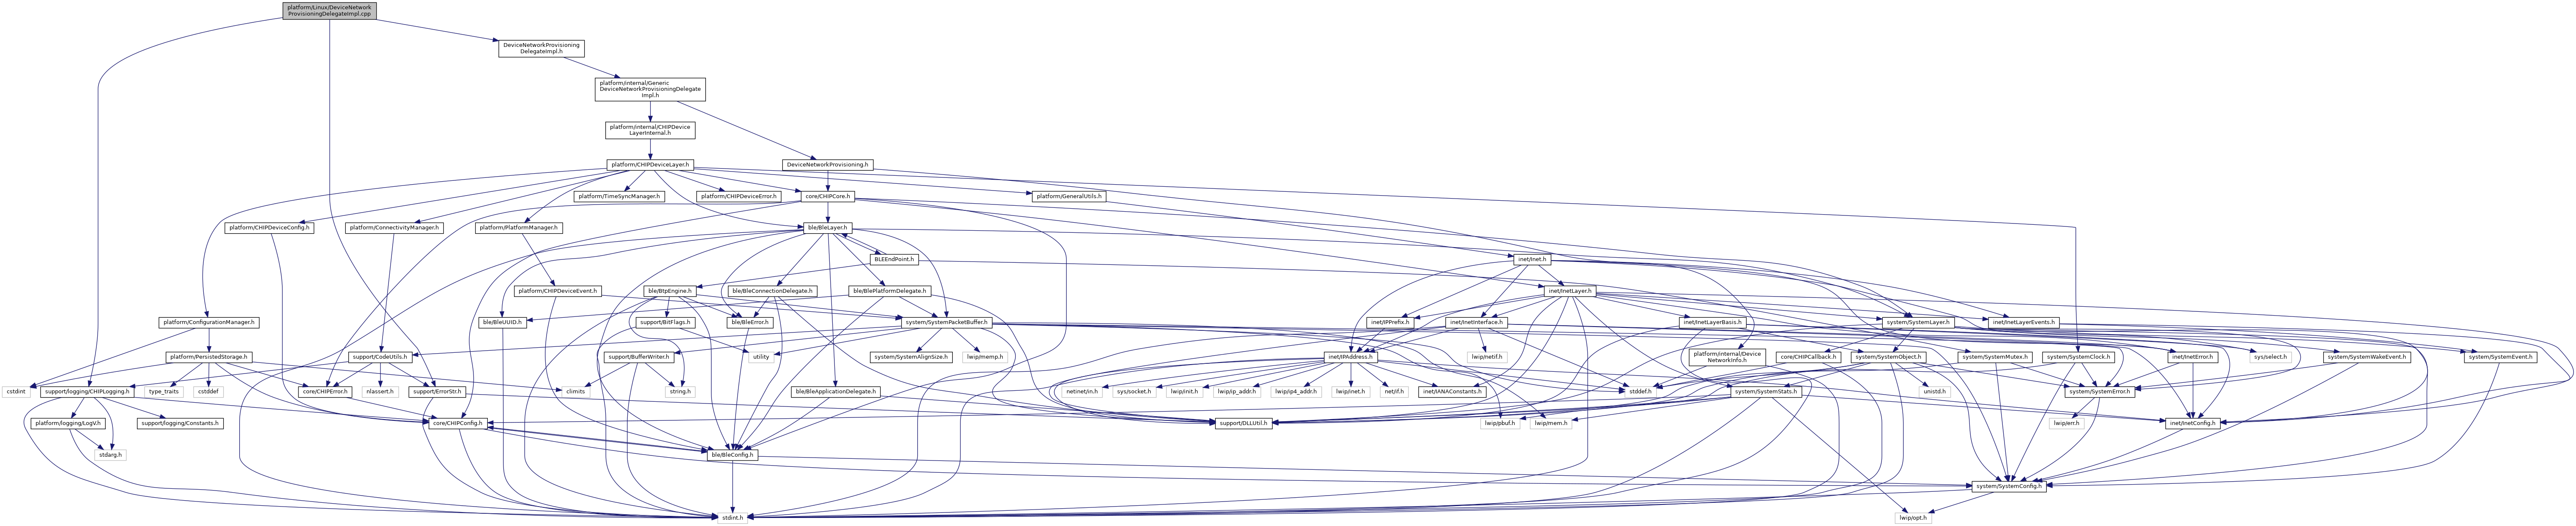 platform/Linux/DeviceNetwork
ProvisioningDelegateImpl.cpp
DeviceNetworkProvisioning
DelegateImpl.h
platform/internal/Generic
DeviceNetworkProvisioningDelegate
Impl.h
platform/internal/CHIPDevice
LayerInternal.h
platform/CHIPDeviceLayer.h
DeviceNetworkProvisioning.h
platform/TimeSyncManager.h
platform/CHIPDeviceError.h
core/CHIPCore.h
platform/GeneralUtils.h
platform/CHIPDeviceConfig.h
platform/ConnectivityManager.h
platform/PlatformManager.h
ble/BleLayer.h
BLEEndPoint.h
inet/Inet.h
platform/CHIPDeviceEvent.h
ble/BtpEngine.h
ble/BleConnectionDelegate.h
ble/BlePlatformDelegate.h
inet/InetLayer.h
platform/ConfigurationManager.h
ble/BleUUID.h
support/BitFlags.h
ble/BleError.h
system/SystemPacketBuffer.h
inet/IPPrefix.h
inet/InetInterface.h
inet/InetLayerBasis.h
system/SystemLayer.h
inet/InetLayerEvents.h
platform/PersistedStorage.h
support/CodeUtils.h
support/BufferWriter.h
utility
system/SystemAlignSize.h
lwip/memp.h
inet/IPAddress.h
lwip/netif.h
platform/internal/Device
NetworkInfo.h
core/CHIPCallback.h
system/SystemObject.h
system/SystemMutex.h
system/SystemClock.h
inet/InetError.h
sys/select.h
system/SystemWakeEvent.h
system/SystemEvent.h
cstdint
support/logging/CHIPLogging.h
type_traits
cstddef
core/CHIPError.h
nlassert.h
support/ErrorStr.h
climits
string.h
ble/BleApplicationDelegate.h
netinet/in.h
sys/socket.h
lwip/init.h
lwip/ip_addr.h
lwip/ip4_addr.h
lwip/inet.h
net/if.h
inet/IANAConstants.h
stddef.h
system/SystemStats.h
unistd.h
system/SystemError.h
platform/logging/LogV.h
support/logging/Constants.h
core/CHIPConfig.h
support/DLLUtil.h
lwip/pbuf.h
lwip/mem.h
lwip/err.h
inet/InetConfig.h
stdarg.h
ble/BleConfig.h
system/SystemConfig.h
stdint.h
lwip/opt.h